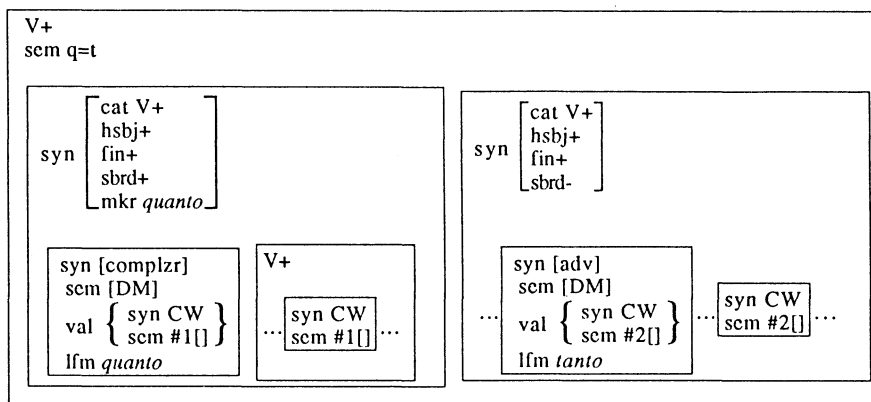 V+
sem q=t
syn
cat V+
hsbj+
fin+
sbrd+
mkr quanto
syn
cat V+
hsbj+
fin+
sbrd-
syn [complzr]
sem [DM]
val { syn CW
sem #1[] }
lfm quanto
V+
... syn CW ...
sem #1[]
... syn [adv]
sem [DM]
val { syn CW
sem #2[] }
lfm tanto
... syn CW ...
sem #2[]